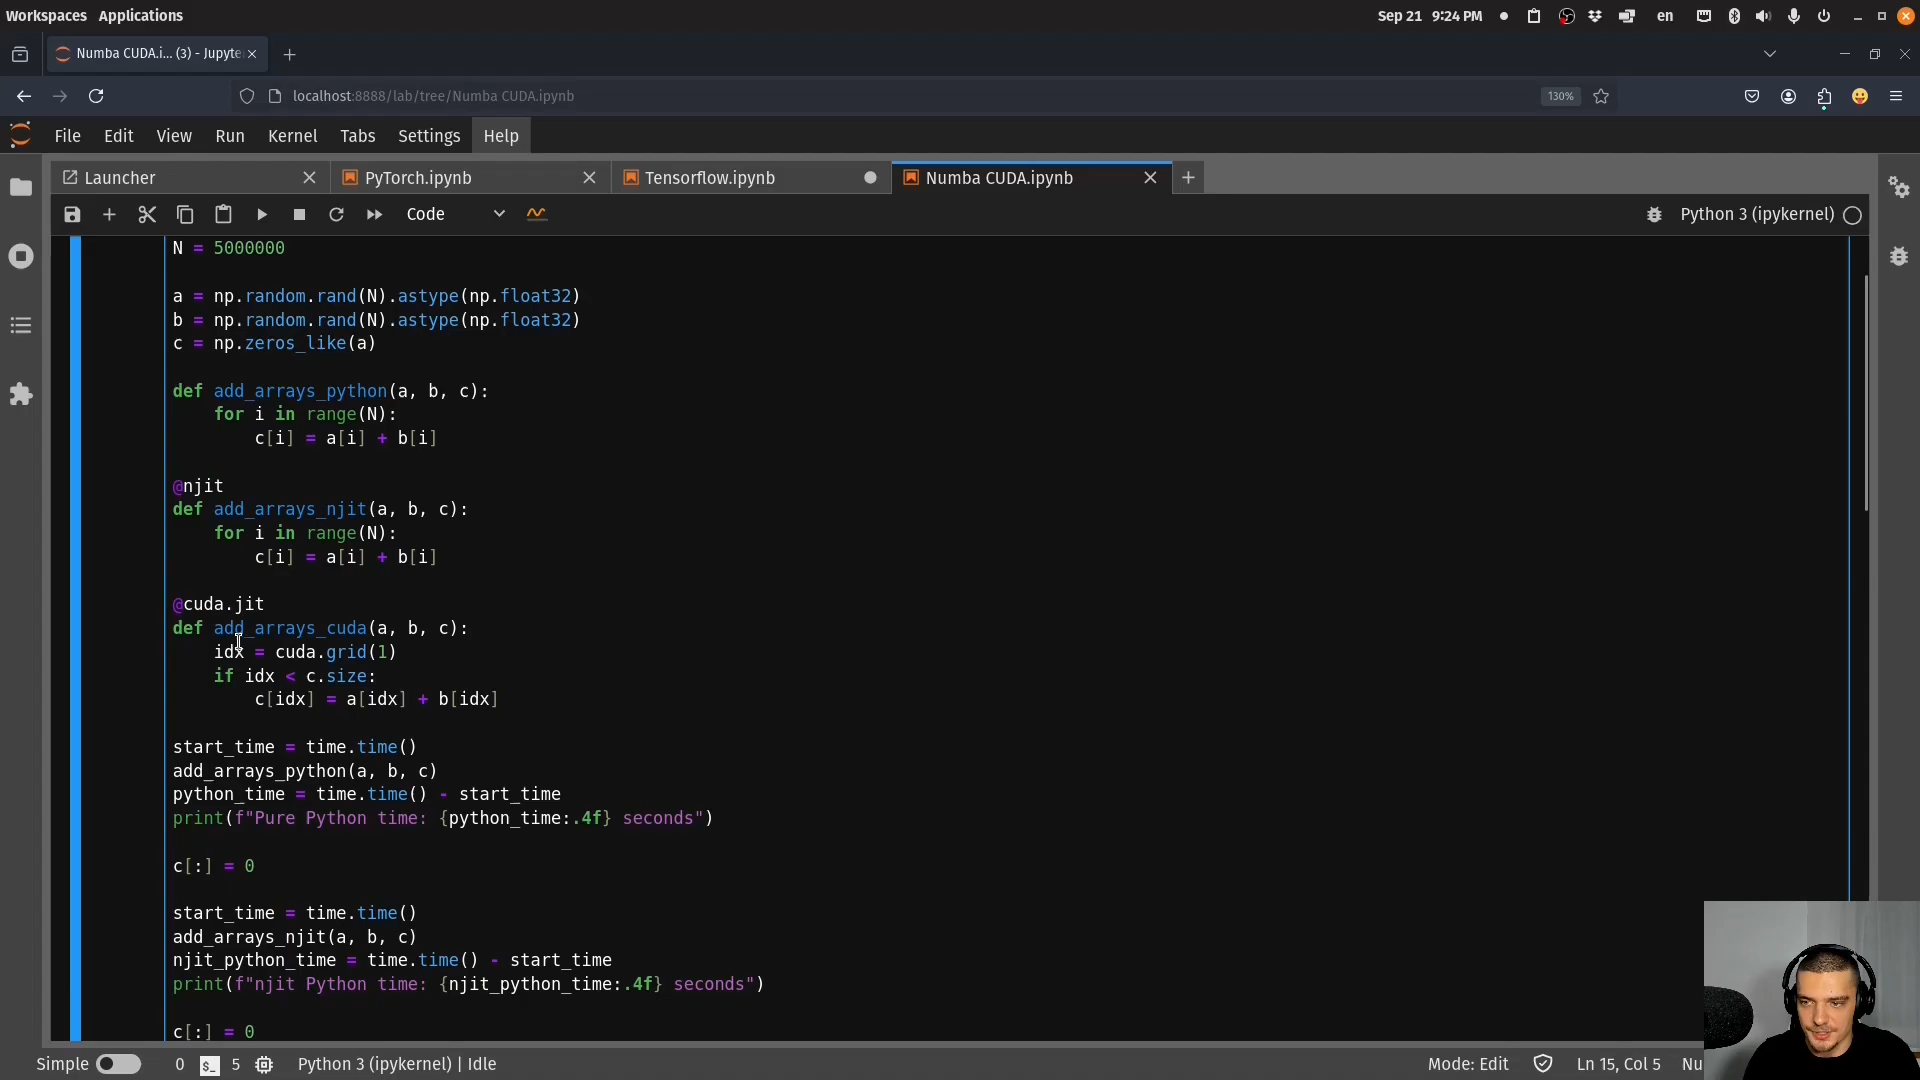 Workspaces Applications
Sep 21 9:24 PM
en
Numba CUDA.i... (3) - Jupyte
localhost:8888/lab/tree/Numba CUDA.ipynb
130%
File Edit View Run Kernel Tabs Settings Help
Launcher
PyTorch.ipynb
Tensorflow.ipynb
Numba CUDA.ipynb
Code
Python 3 (ipykernel)
N = 5000000
a = np.random.rand(N).astype(np.float32)
b = np.random.rand(N).astype(np.float32)
c = np.zeros_like(a)
def add_arrays_python(a, b, c):
for i in range(N):
c[i] = a[i] + b[i]
@njit
def add_arrays_njit(a, b, c):
for i in range(N):
c[i] = a[i] + b[i]
@cuda.jit
def add_arrays_cuda(a, b, c):
idx = cuda.grid(1)
if idx < c.size:
c[idx] = a[idx] + b[idx]
start_time = time.time()
add_arrays_python(a, b, c)
python_time = time.time() - start_time
print(f"Pure Python time: {python_time:.4f} seconds")
c[:] = 0
start_time = time.time()
add_arrays_njit(a, b, c)
njit_python_time = time.time() - start_time
print(f"njit Python time: {njit_python_time:.4f} seconds")
c[:] = 0
Simple 0 $_ 5 Python 3 (ipykernel) | Idle
Mode: Edit Ln 15, Col 5 Nu